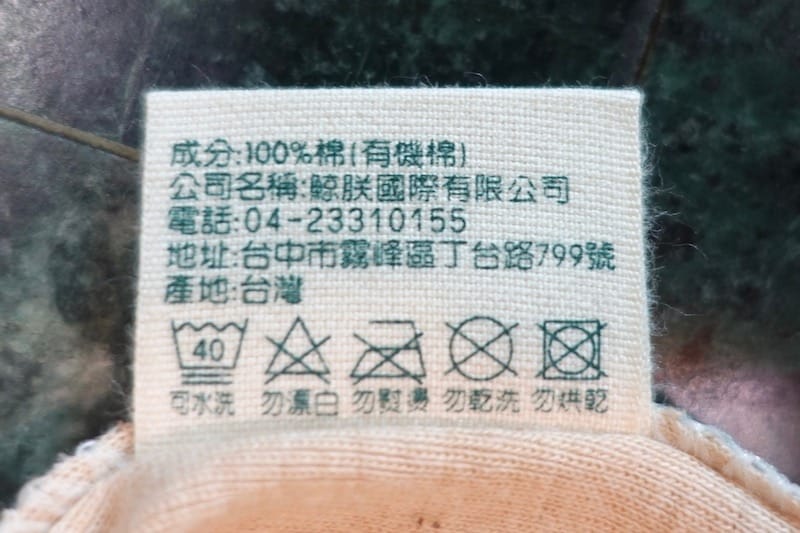 成分:100%棉(有機棉)
公司名稱:鯨朕國際有限公司
電話:04-23310155
地址:台中市霧峰區丁台路799號
產地:台灣
40
可水洗 勿漂白 勿熨燙 勿乾洗 勿烘乾